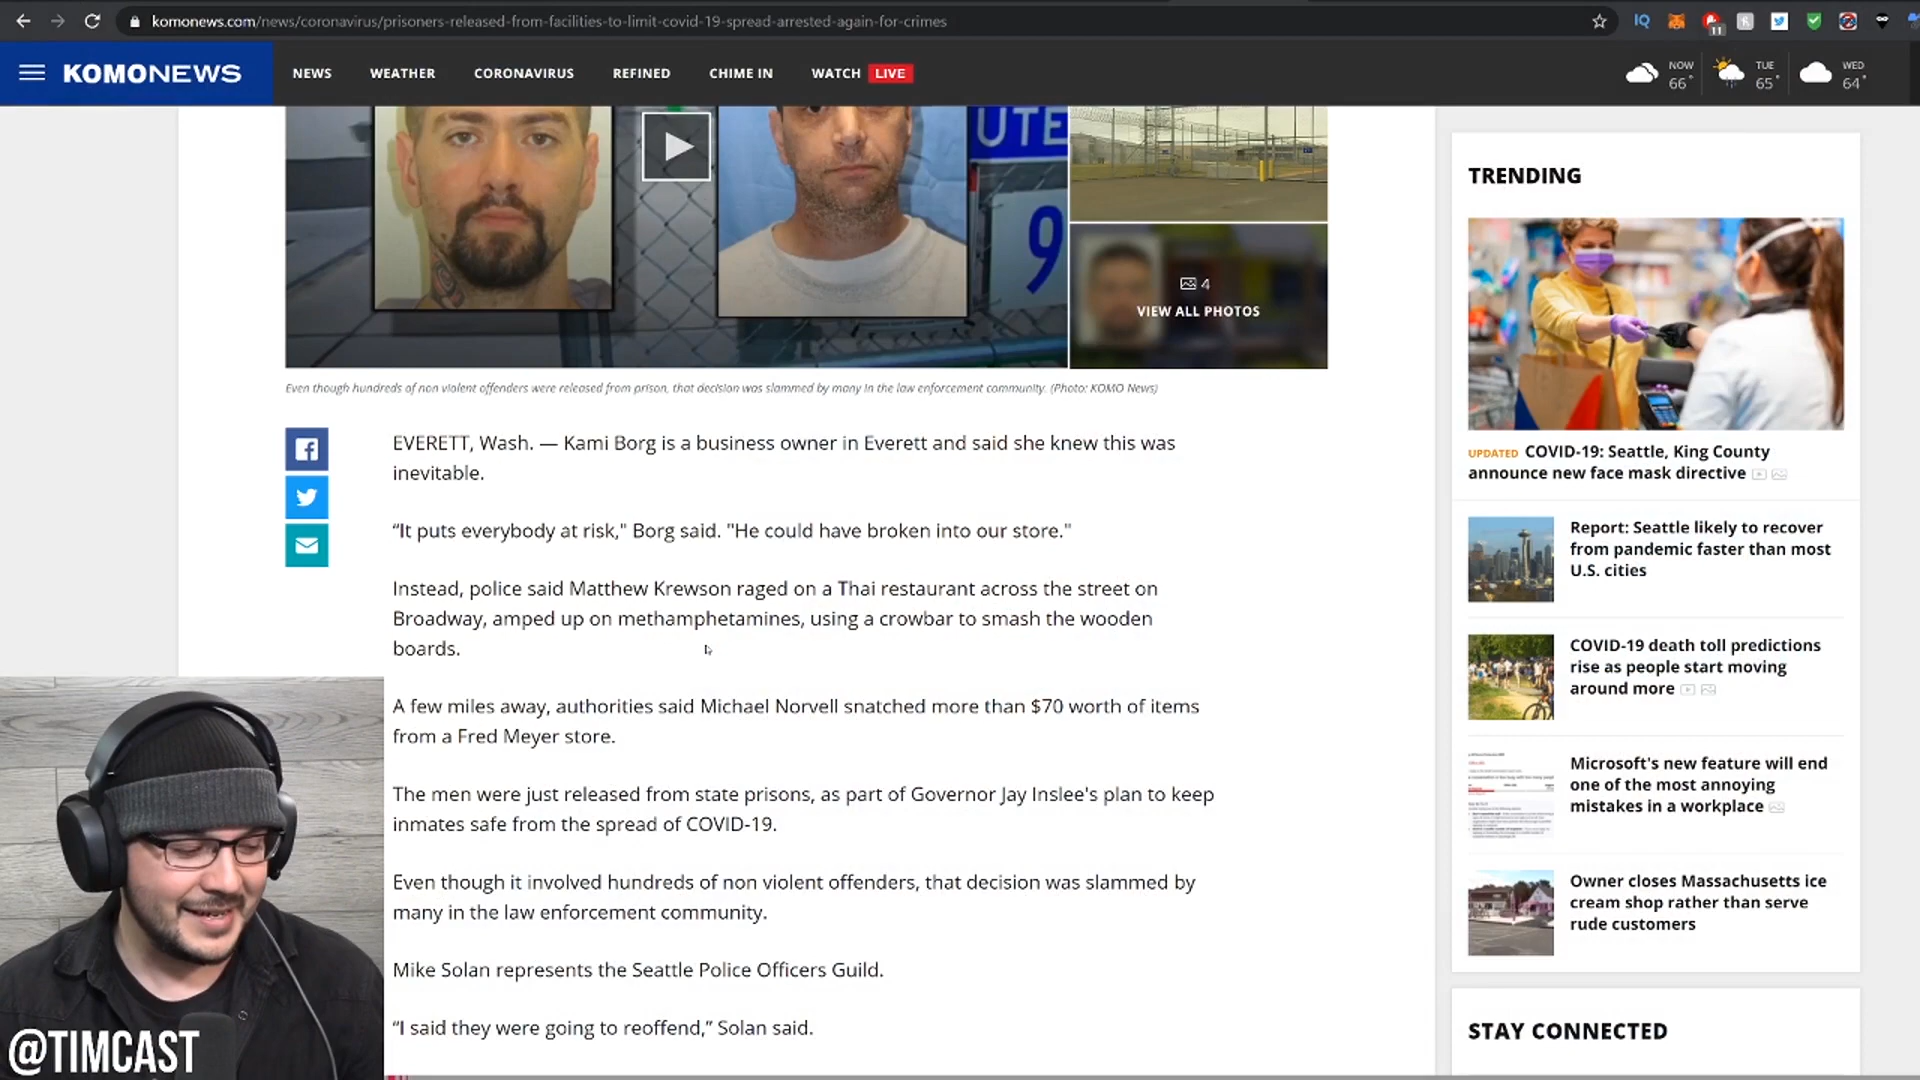 komonews.com/news/coronavirus/prisoners-released-from-facilities-to-limit-covid-19-spread-arrested-again-for-crimes
IQ
11
KOMONEWS
NEWS WEATHER CORONAVIRUS REFINED CHIME IN WATCH LIVE
NOW
66°
TUE
65°
WED
64°
UTE
9
4
VIEW ALL PHOTOS
Even though hundreds of non violent offenders were released from prison, that decision was slammed by many in the law enforcement community. (Photo: KOMO News)
EVERETT, Wash. — Kami Borg is a business owner in Everett and said she knew this was
inevitable.
“It puts everybody at risk," Borg said. "He could have broken into our store."
Instead, police said Matthew Krewson raged on a Thai restaurant across the street on
Broadway, amped up on methamphetamines, using a crowbar to smash the wooden
boards.
A few miles away, authorities said Michael Norvell snatched more than $70 worth of items
from a Fred Meyer store.
The men were just released from state prisons, as part of Governor Jay Inslee's plan to keep
inmates safe from the spread of COVID-19.
Even though it involved hundreds of non violent offenders, that decision was slammed by
many in the law enforcement community.
Mike Solan represents the Seattle Police Officers Guild.
“I said they were going to reoffend,” Solan said.
TRENDING
UPDATED COVID-19: Seattle, King County
announce new face mask directive
Report: Seattle likely to recover
from pandemic faster than most
U.S. cities
COVID-19 death toll predictions
rise as people start moving
around more
Microsoft's new feature will end
one of the most annoying
mistakes in a workplace
Owner closes Massachusetts ice
cream shop rather than serve
rude customers
STAY CONNECTED
@TIMCAST